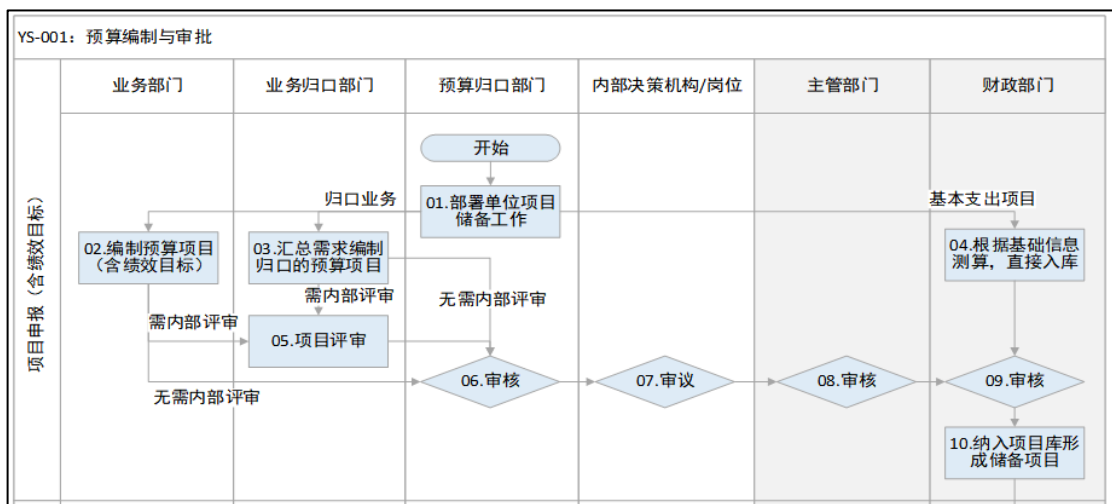 YS-001：预算编制与审批
业务部门
业务归口部门
预算归口部门
内部决策机构/岗位
主管部门
财政部门
项目申报（含绩效目标）
开始
归口业务
01.部署单位项目
储备工作
基本支出项目
02.编制预算项目
（含绩效目标）
03.汇总需求编制
归口的预算项目
04.根据基础信息
测算，直接入库
需内部评审
无需内部评审
需内部评审
05.项目评审
06.审核
07.审议
08.审核
09.审核
无需内部评审
10.纳入项目库形
成储备项目